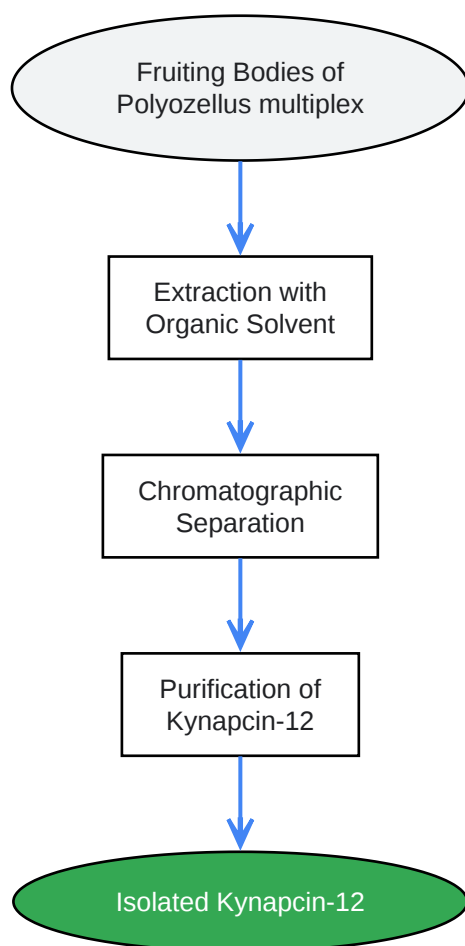 Fruiting Bodies of
Polyozellus multiplex
Extraction with
Organic Solvent
Chromatographic
Separation
Purification of
Kynapcin-12
Isolated Kynapcin-12